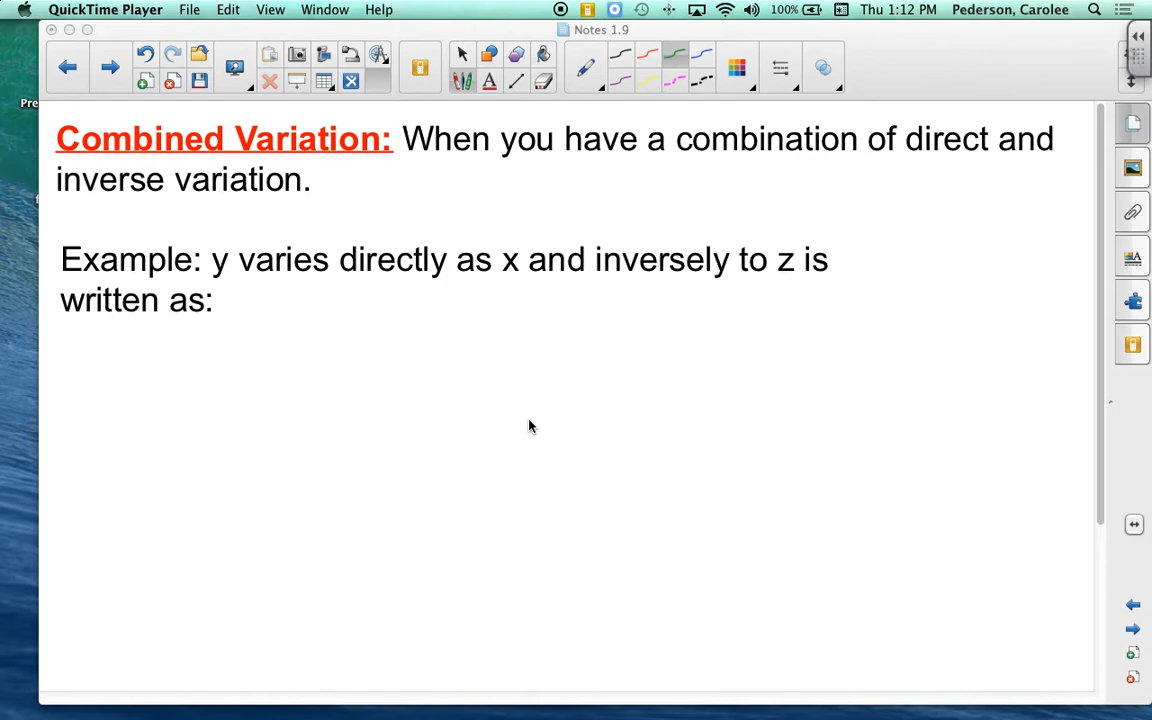 QuickTime Player File Edit View Window Help 100% Thu 1:12 PM Pederson, Carolee
Notes 1.9
Pre
Combined Variation: When you have a combination of direct and
inverse variation.
Example: y varies directly as x and inversely to z is
written as: